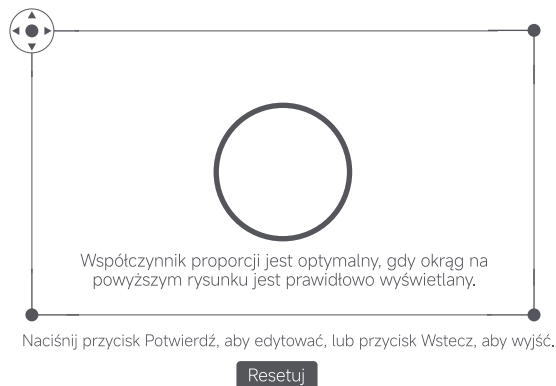 Współczynnik proporcji jest optymalny, gdy okrąg na
powyższym rysunku jest prawidłowo wyświetlany.
Naciśnij przycisk Potwierdź, aby edytować, lub przycisk Wstecz, aby wyjść.
Resetuj